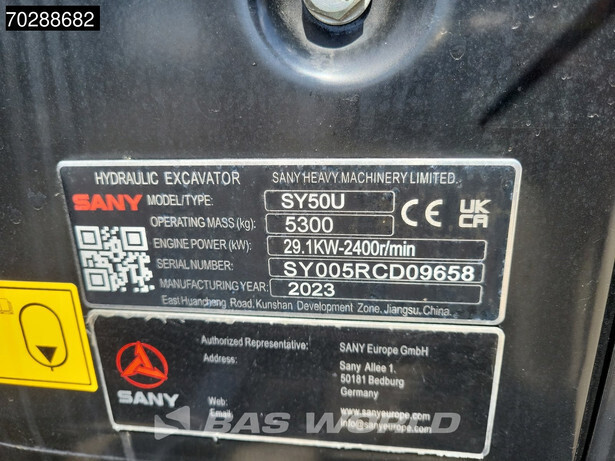 70288682
HYDRAULIC EXCAVATOR SANY HEAVY MACHINERY LIMITED.
SANY MODEL/TYPE: SY50U
OPERATING MASS (kg): 5300
ENGINE POWER (kW): 29.1KW-2400r/min
SERIAL NUMBER: SY005RCD09658
MANUFACTURING YEAR: 2023
CE UK CA
East Huancheng Road, Kunshan Development Zone, Jiangsu, China.
Authorized Representative: SANY Europe GmbH
Address: Sany Allee 1.
50181 Bedburg
Germany
SANY
Web: www.sanyeurope.com
Email: info@sanyeurope.com
BAS WORLD